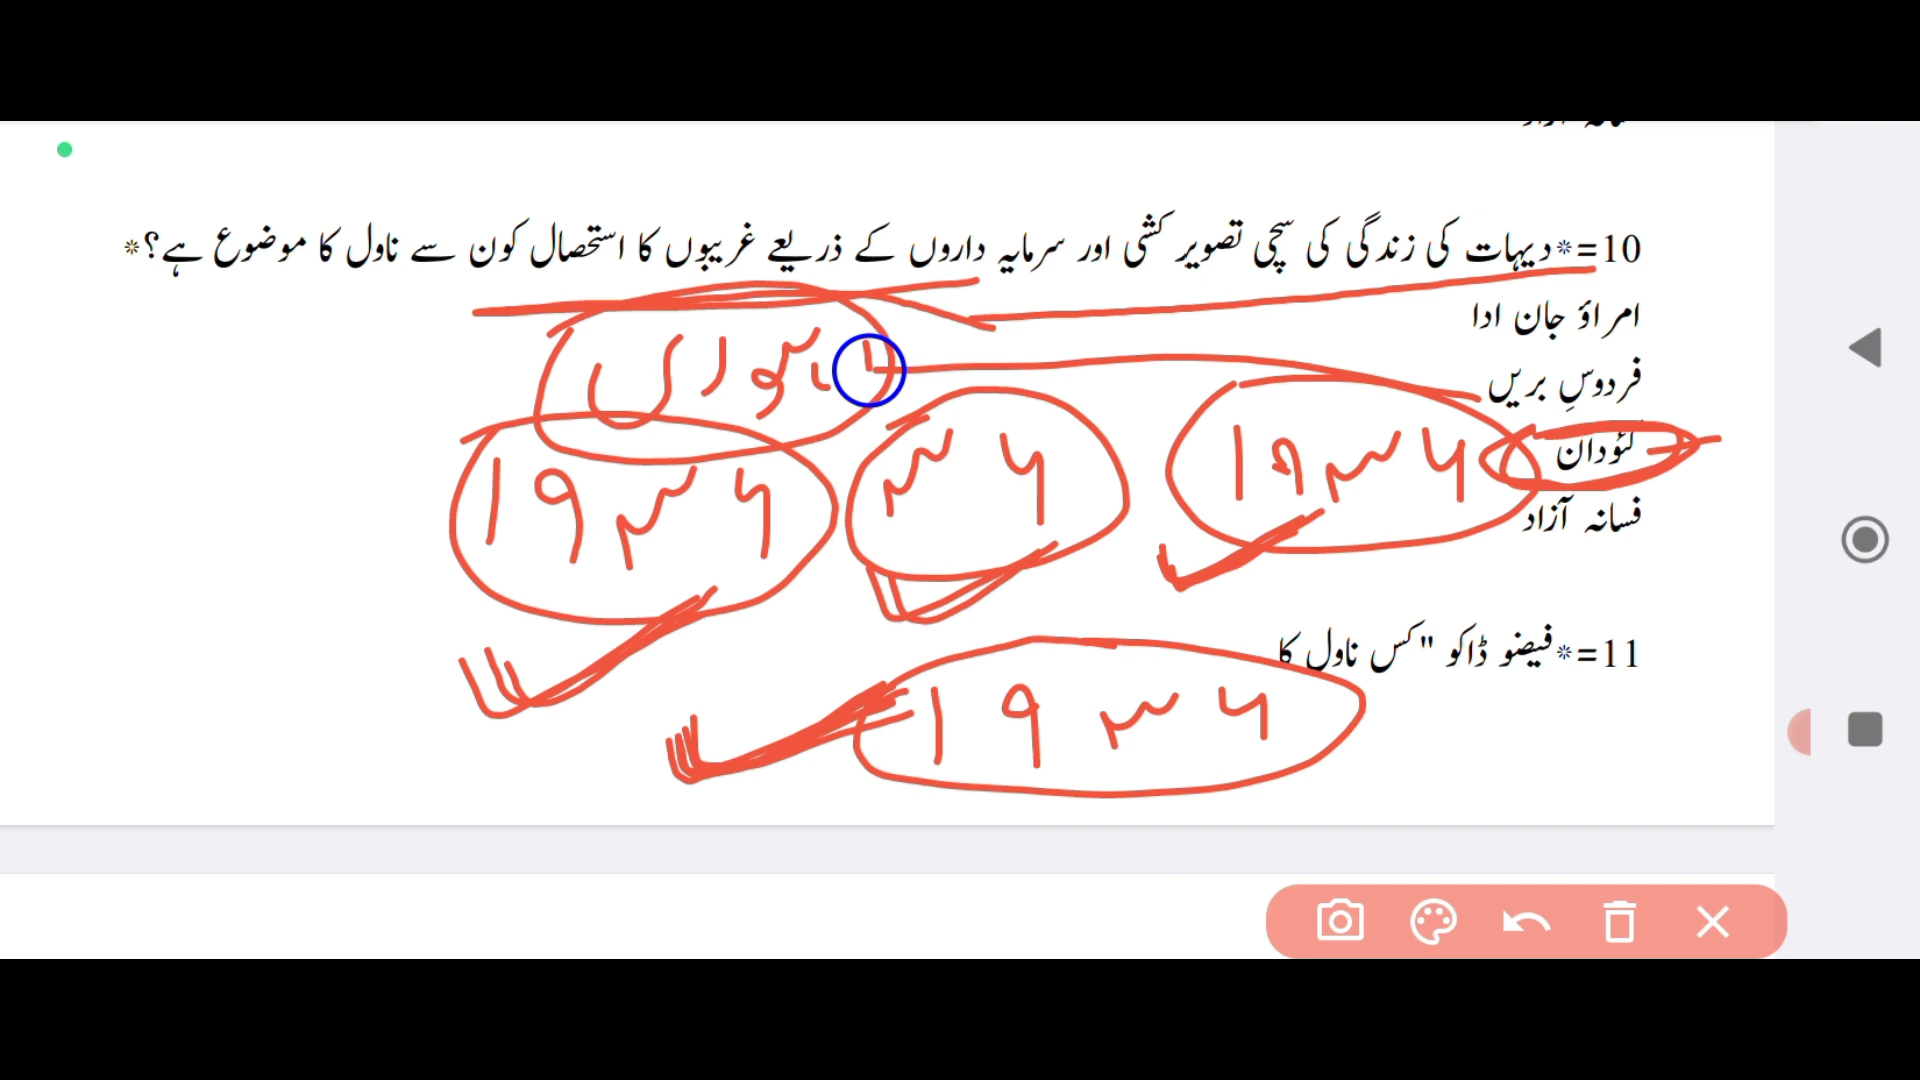 10=*دیہات کی زندگی کی سچی تصویر کشی اور سرمایہ داروں کے ذریعے غریبوں کا استحصال کون سے ناول کا موضوع ہے؟*
امراؤ جان ادا
فردوسِ بریں
گئودان
فسانہ آزاد
۱۹۳۶
۳۶
۱۹۳۶
11=*فیضو ڈاکو "کس ناول کا
۱۹۳۶